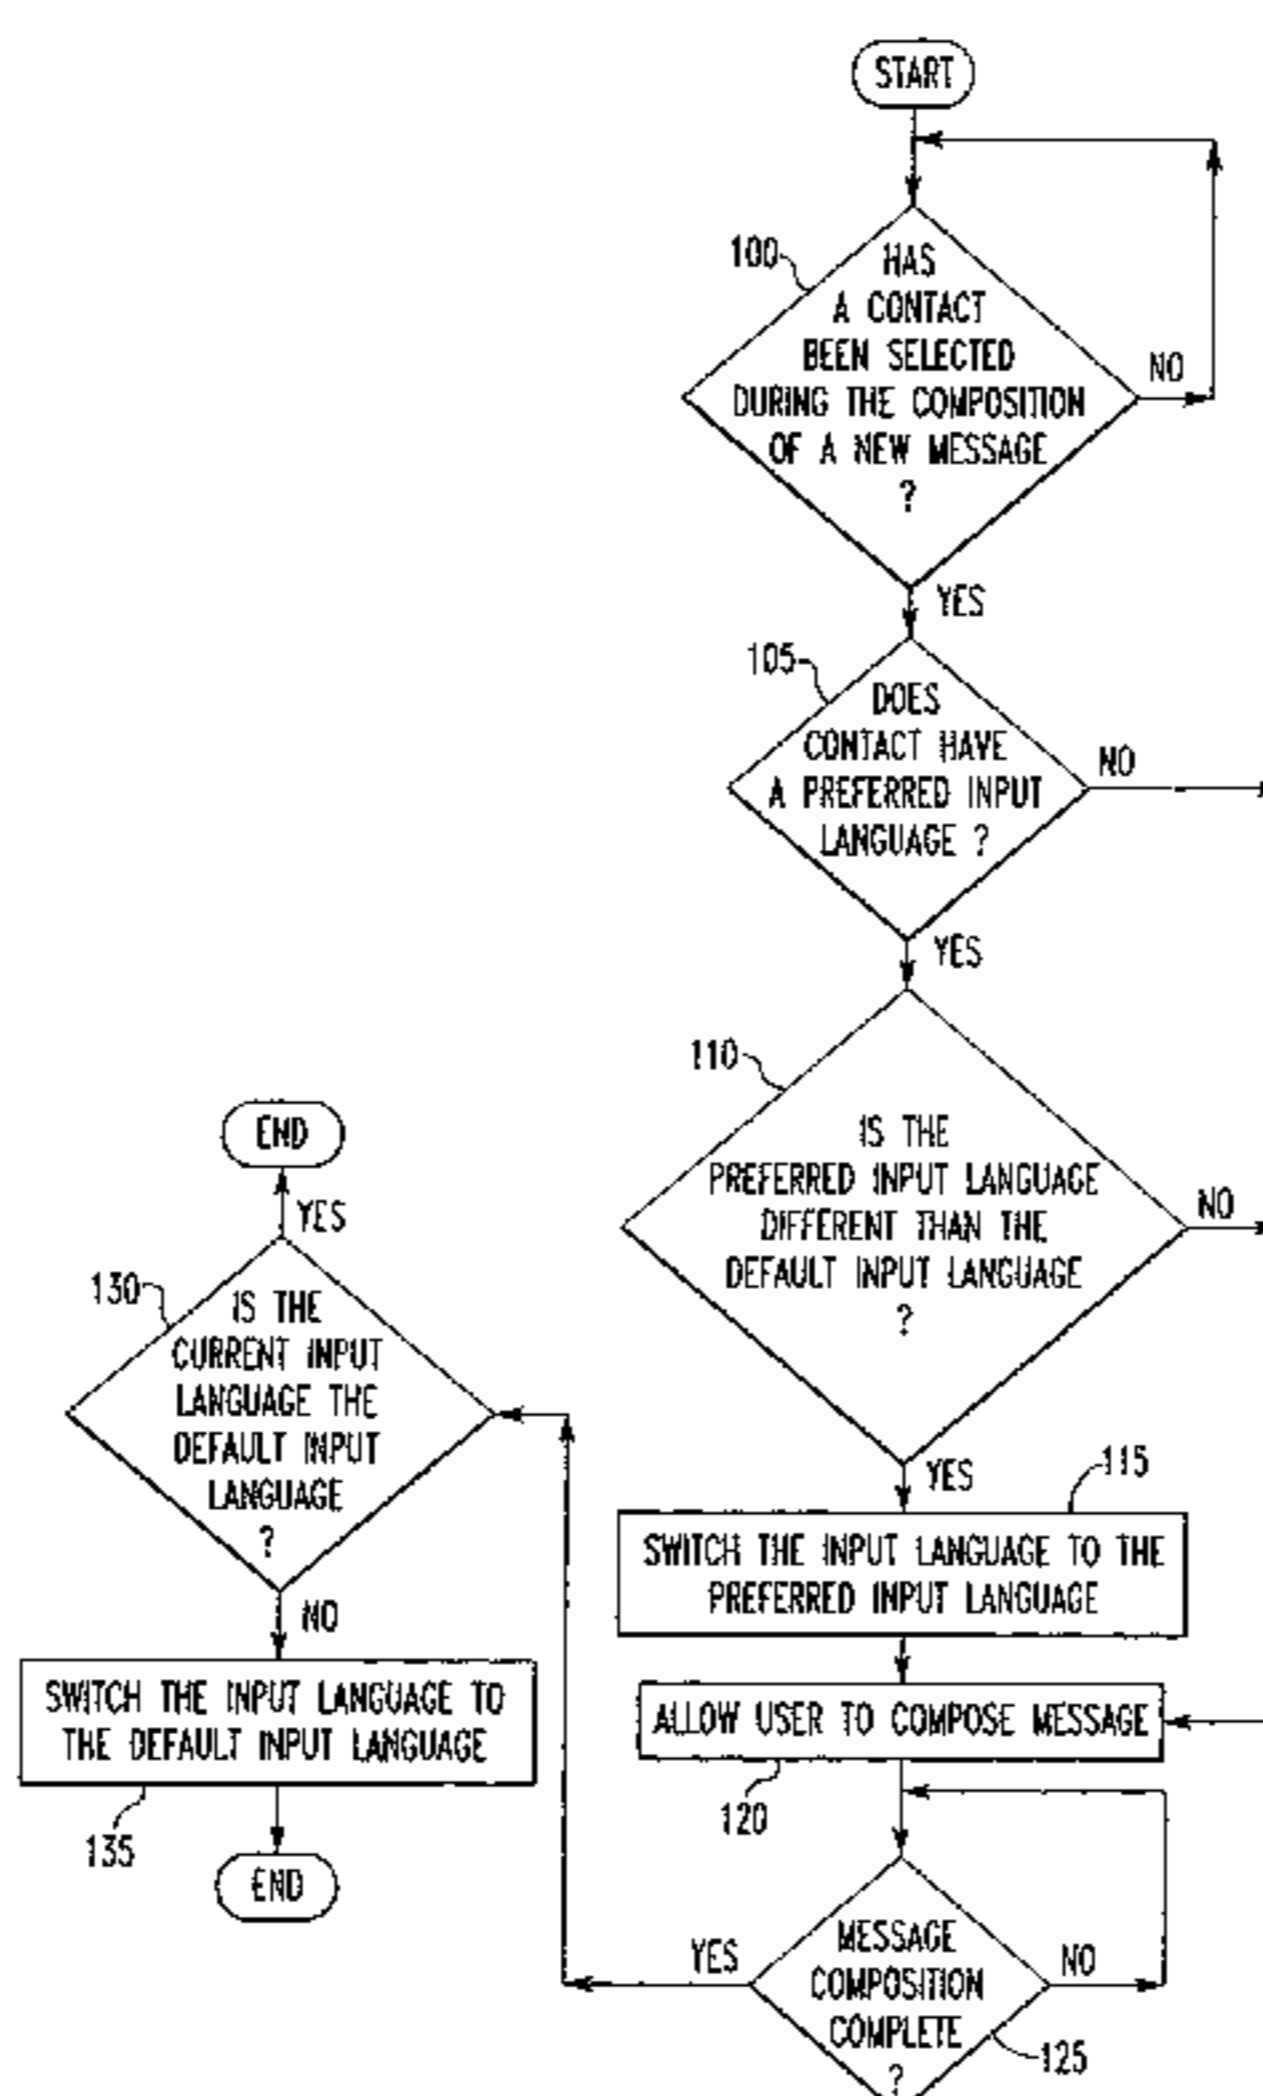 START
100
HAS
A CONTACT
BEEN SELECTED
DURING THE COMPOSITION
OF A NEW MESSAGE
?
NO
YES
105
DOES
CONTACT HAVE
A PREFERRED INPUT
LANGUAGE ?
NO
YES
110
IS THE
PREFERRED INPUT LANGUAGE
DIFFERENT THAN THE
DEFAULT INPUT LANGUAGE
?
NO
YES
115
SWITCH THE INPUT LANGUAGE TO THE
PREFERRED INPUT LANGUAGE
ALLOW USER TO COMPOSE MESSAGE
120
MESSAGE
COMPOSITION
COMPLETE
?
125
NO
YES
END
YES
130
IS THE
CURRENT INPUT
LANGUAGE THE
DEFAULT INPUT
LANGUAGE
?
NO
SWITCH THE INPUT LANGUAGE TO
THE DEFAULT INPUT LANGUAGE
135
END